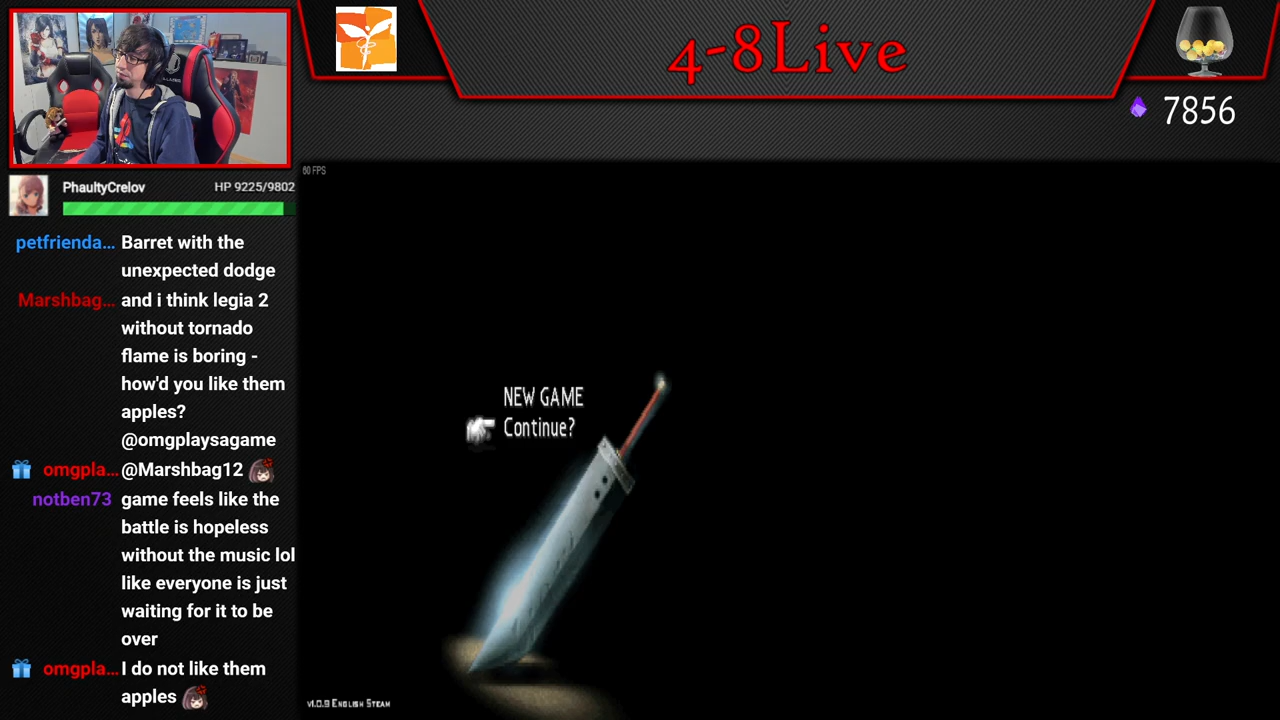 4-8Live
7856
60 FPS
PhaultyCrelov HP 9225/9802
petfrienda... Barret with the
unexpected dodge
Marshbag... and i think legia 2
without tornado
flame is boring -
how'd you like them
apples?
@omgplaysagame
omgpla... @Marshbag12
notben73 game feels like the
battle is hopeless
without the music lol
like everyone is just
waiting for it to be
over
omgpla... I do not like them
apples
NEW GAME
Continue?
v1.0.9 English Steam